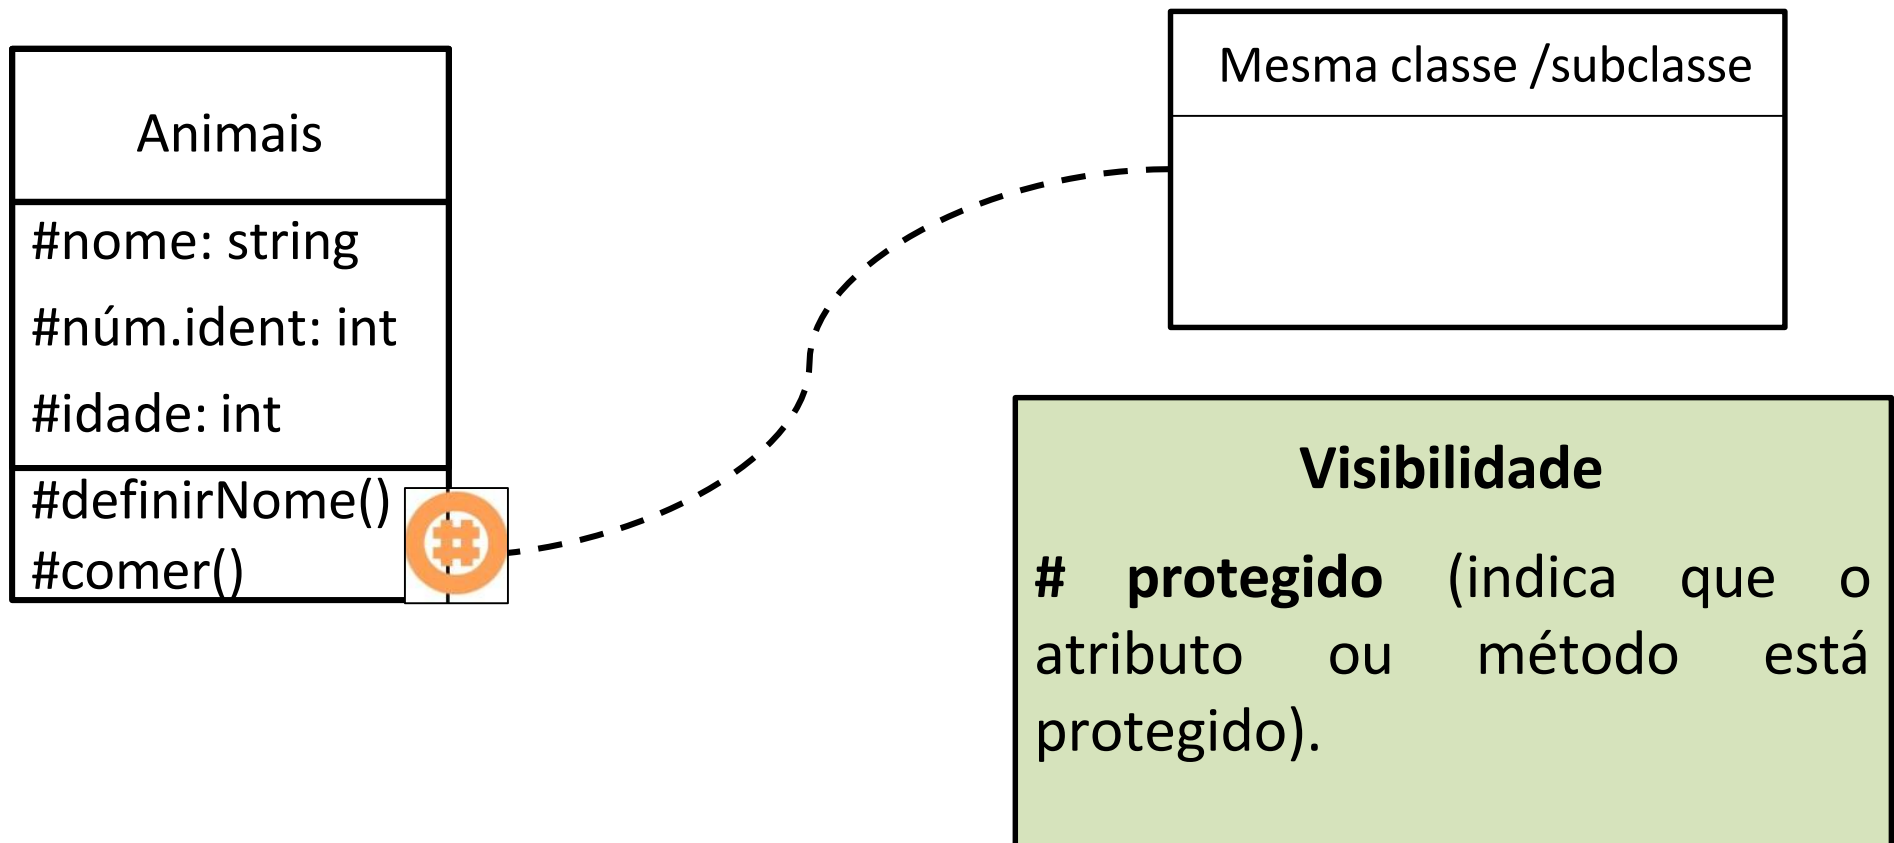 Animais
#nome: string
#núm.ident: int
#idade: int
#definirNome()
#comer()
#
Mesma classe /subclasse
Visibilidade
# protegido (indica que o
atributo ou método está
protegido).